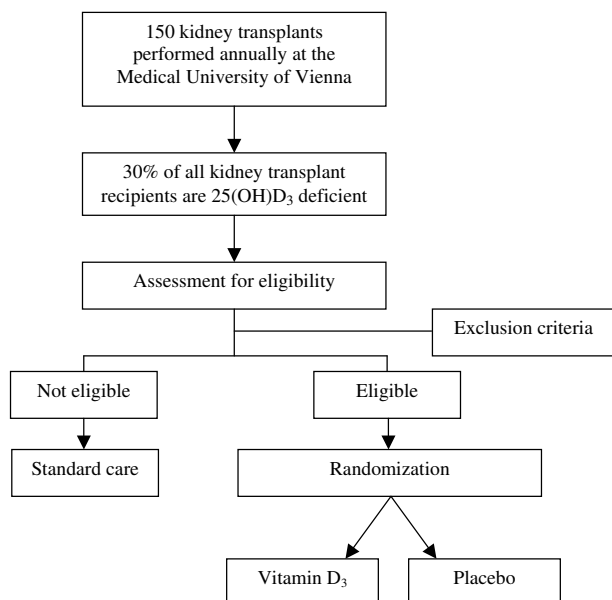 150 kidney transplants
performed annually at the
Medical University of Vienna
30% of all kidney transplant
recipients are 25(OH)D₃ deficient
Assessment for eligibility
Exclusion criteria
Not eligible
Eligible
Standard care
Randomization
Vitamin D₃
Placebo